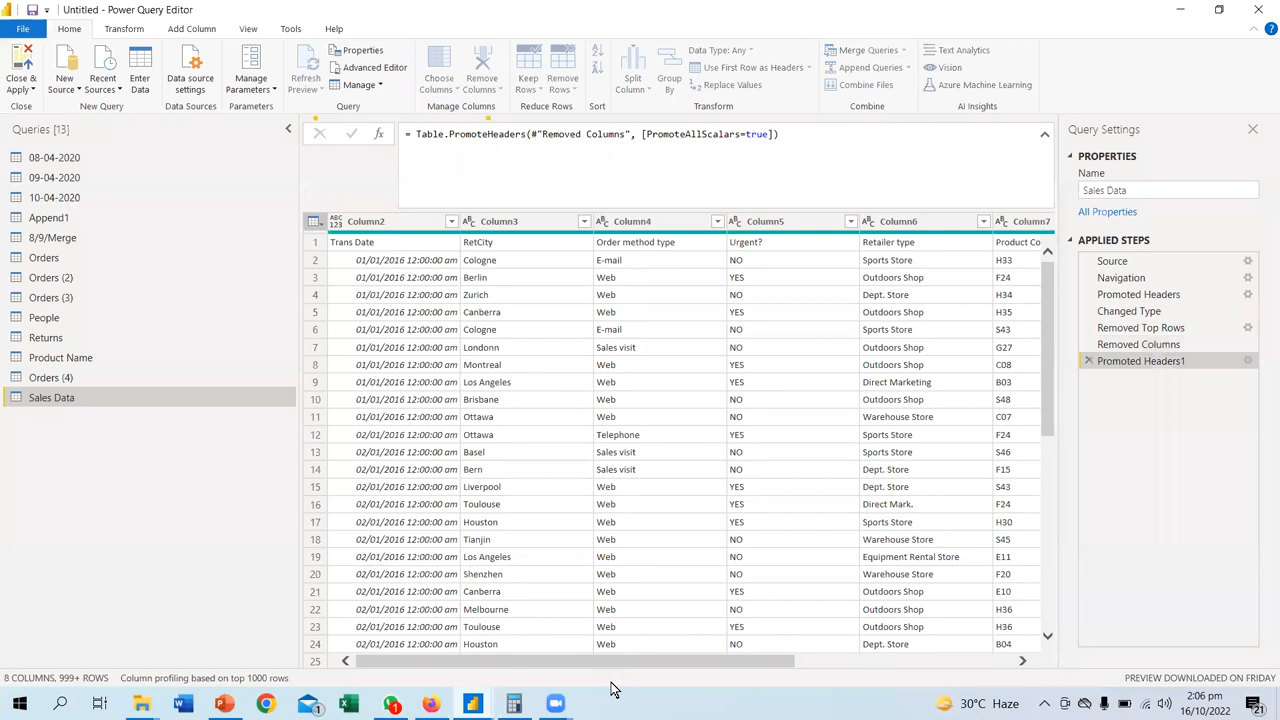 Untitled - Power Query Editor
File Home Transform Add Column View Tools Help
Close & Apply
New Source
Recent Sources
Enter Data
Data source settings
Manage Parameters
Refresh Preview
Properties
Advanced Editor
Manage
Choose Columns
Remove Columns
Keep Rows
Remove Rows
Split Column
Group By
Data Type: Any
Use First Row as Headers
Replace Values
Merge Queries
Append Queries
Combine Files
Text Analytics
Vision
Azure Machine Learning
Close New Query Data Sources Parameters Query Manage Columns Reduce Rows Sort Transform Combine AI Insights
Queries [13]
08-04-2020
09-04-2020
10-04-2020
Append1
8/9/Merge
Orders
Orders (2)
Orders (3)
People
Returns
Product Name
Orders (4)
Sales Data
fx = Table.PromoteHeaders(#"Removed Columns", [PromoteAllScalars=true])
ABC 123 Column2 ABC Column3 ABC Column4 ABC Column5 ABC Column6 ABC Column7
1 Trans Date RetCity Order method type Urgent? Retailer type Product Co
2 01/01/2016 12:00:00 am Cologne E-mail NO Sports Store H33
3 01/01/2016 12:00:00 am Berlin Web YES Outdoors Shop F24
4 01/01/2016 12:00:00 am Zurich Web NO Dept. Store H34
5 01/01/2016 12:00:00 am Canberra Web YES Outdoors Shop H35
6 01/01/2016 12:00:00 am Cologne E-mail NO Sports Store S43
7 01/01/2016 12:00:00 am Londonn Sales visit NO Outdoors Shop G27
8 01/01/2016 12:00:00 am Montreal Web YES Outdoors Shop C08
9 01/01/2016 12:00:00 am Los Angeles Web YES Direct Marketing B03
10 01/01/2016 12:00:00 am Brisbane Web NO Outdoors Shop S48
11 01/01/2016 12:00:00 am Ottawa Web NO Warehouse Store C07
12 02/01/2016 12:00:00 am Ottawa Telephone YES Sports Store F24
13 02/01/2016 12:00:00 am Basel Sales visit NO Sports Store S46
14 02/01/2016 12:00:00 am Bern Sales visit NO Dept. Store F15
15 02/01/2016 12:00:00 am Liverpool Web YES Dept. Store S43
16 02/01/2016 12:00:00 am Toulouse Web YES Direct Mark. F24
17 02/01/2016 12:00:00 am Houston Web YES Sports Store H30
18 02/01/2016 12:00:00 am Tianjin Web NO Warehouse Store S45
19 02/01/2016 12:00:00 am Los Angeles Web NO Equipment Rental Store E11
20 02/01/2016 12:00:00 am Shenzhen Web NO Warehouse Store F20
21 02/01/2016 12:00:00 am Canberra Web YES Outdoors Shop E10
22 02/01/2016 12:00:00 am Melbourne Web NO Outdoors Shop H36
23 02/01/2016 12:00:00 am Toulouse Web YES Outdoors Shop H36
24 02/01/2016 12:00:00 am Houston Web NO Dept. Store B04
25
Query Settings
PROPERTIES
Name
Sales Data
All Properties
APPLIED STEPS
Source
Navigation
Promoted Headers
Changed Type
Removed Top Rows
Removed Columns
Promoted Headers1
8 COLUMNS, 999+ ROWS Column profiling based on top 1000 rows PREVIEW DOWNLOADED ON FRIDAY
30°C Haze
2:06 pm
16/10/2022
21